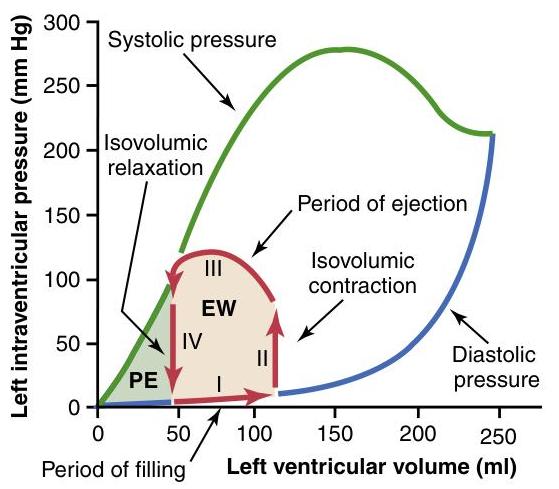 Left intraventricular pressure (mm Hg)
300
250
200
150
100
50
0
Systolic pressure
Isovolumic
relaxation
Period of ejection
III
Isovolumic
contraction
EW
IV
II
PE
I
Diastolic
pressure
0
50
100
150
200
250
Period of filling
Left ventricular volume (ml)